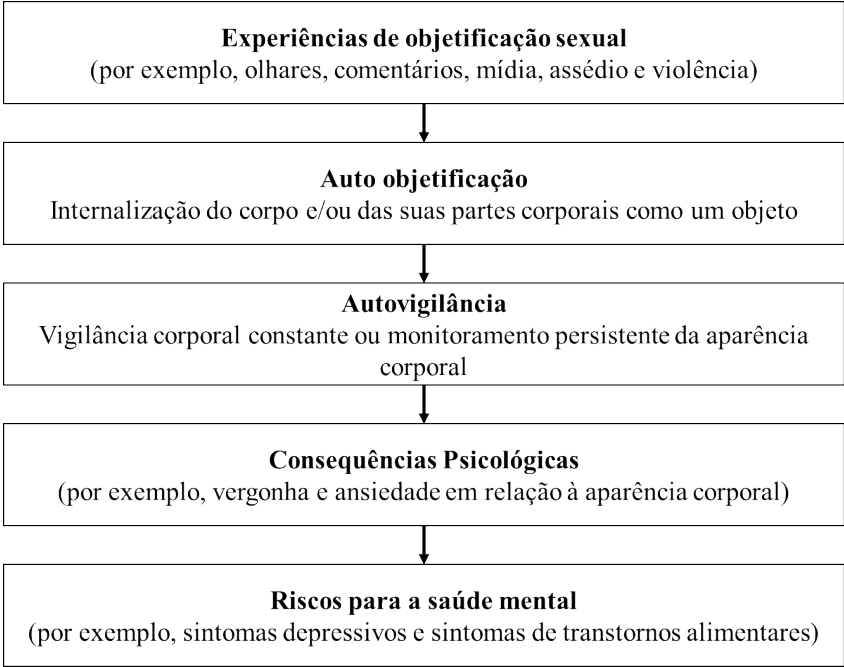 Experiências de objetificação sexual
(por exemplo, olhares, comentários, mídia, assédio e violência)
Auto objetificação
Internalização do corpo e/ou das suas partes corporais como um objeto
Autovigilância
Vigilância corporal constante ou monitoramento persistente da aparência
corporal
Consequências Psicológicas
(por exemplo, vergonha e ansiedade em relação à aparência corporal)
Riscos para a saúde mental
(por exemplo, sintomas depressivos e sintomas de transtornos alimentares)